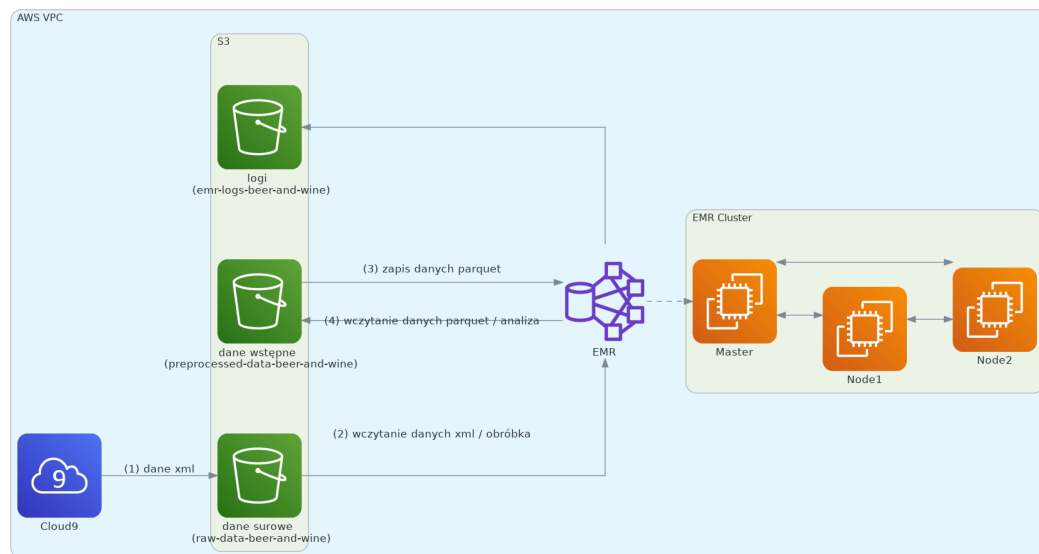 AWS VPC
S3
logi
(emr-logs-beer-and-wine)
EMR Cluster
(3) zapis danych parquet
(4) wczytanie danych parquet / analiza
dane wstępne
(preprocessed-data-beer-and-wine)
EMR
Master
Node1
Node2
(2) wczytanie danych xml / obróbka
(1) dane xml
9
Cloud9
dane surowe
(raw-data-beer-and-wine)